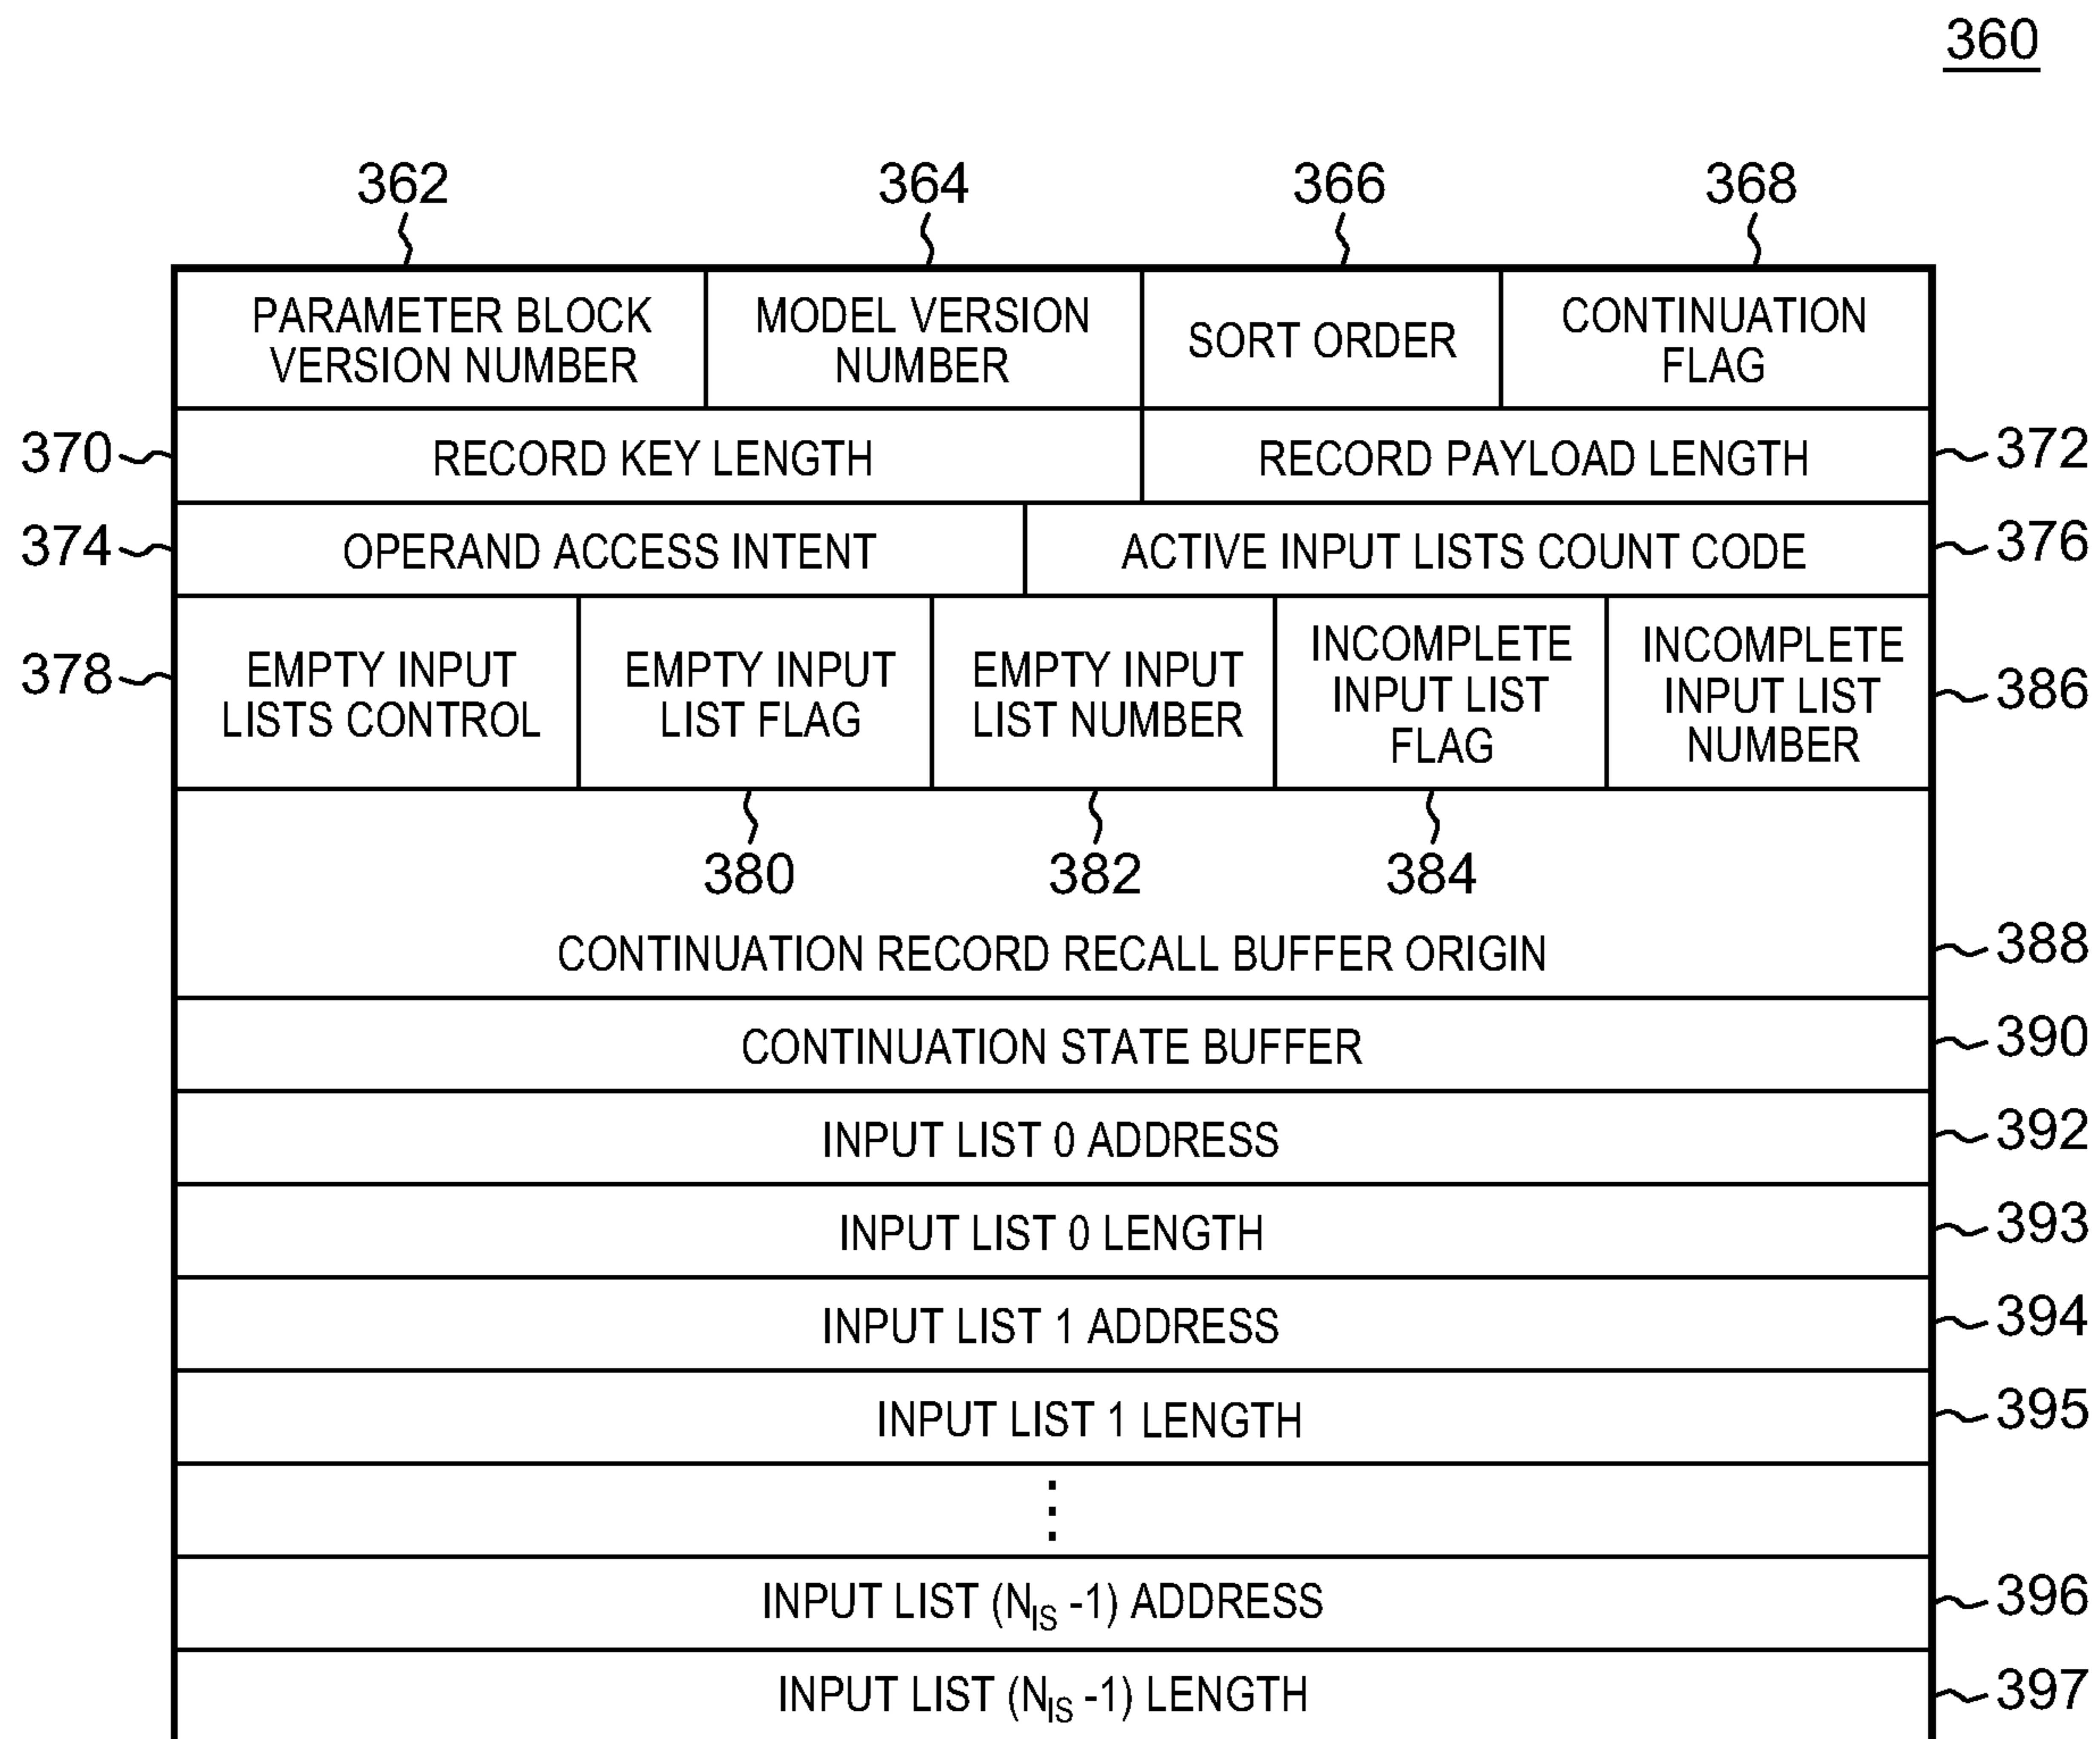 360
362 364 366 368
PARAMETER BLOCK VERSION NUMBER
MODEL VERSION NUMBER
SORT ORDER
CONTINUATION FLAG
370 RECORD KEY LENGTH
RECORD PAYLOAD LENGTH 372
374 OPERAND ACCESS INTENT
ACTIVE INPUT LISTS COUNT CODE 376
378 EMPTY INPUT LISTS CONTROL
EMPTY INPUT LIST FLAG
EMPTY INPUT LIST NUMBER
INCOMPLETE INPUT LIST FLAG
INCOMPLETE INPUT LIST NUMBER 386
380 382 384
CONTINUATION RECORD RECALL BUFFER ORIGIN 388
CONTINUATION STATE BUFFER 390
INPUT LIST 0 ADDRESS 392
INPUT LIST 0 LENGTH 393
INPUT LIST 1 ADDRESS 394
INPUT LIST 1 LENGTH 395
⋮
INPUT LIST (N_IS -1) ADDRESS 396
INPUT LIST (N_IS -1) LENGTH 397